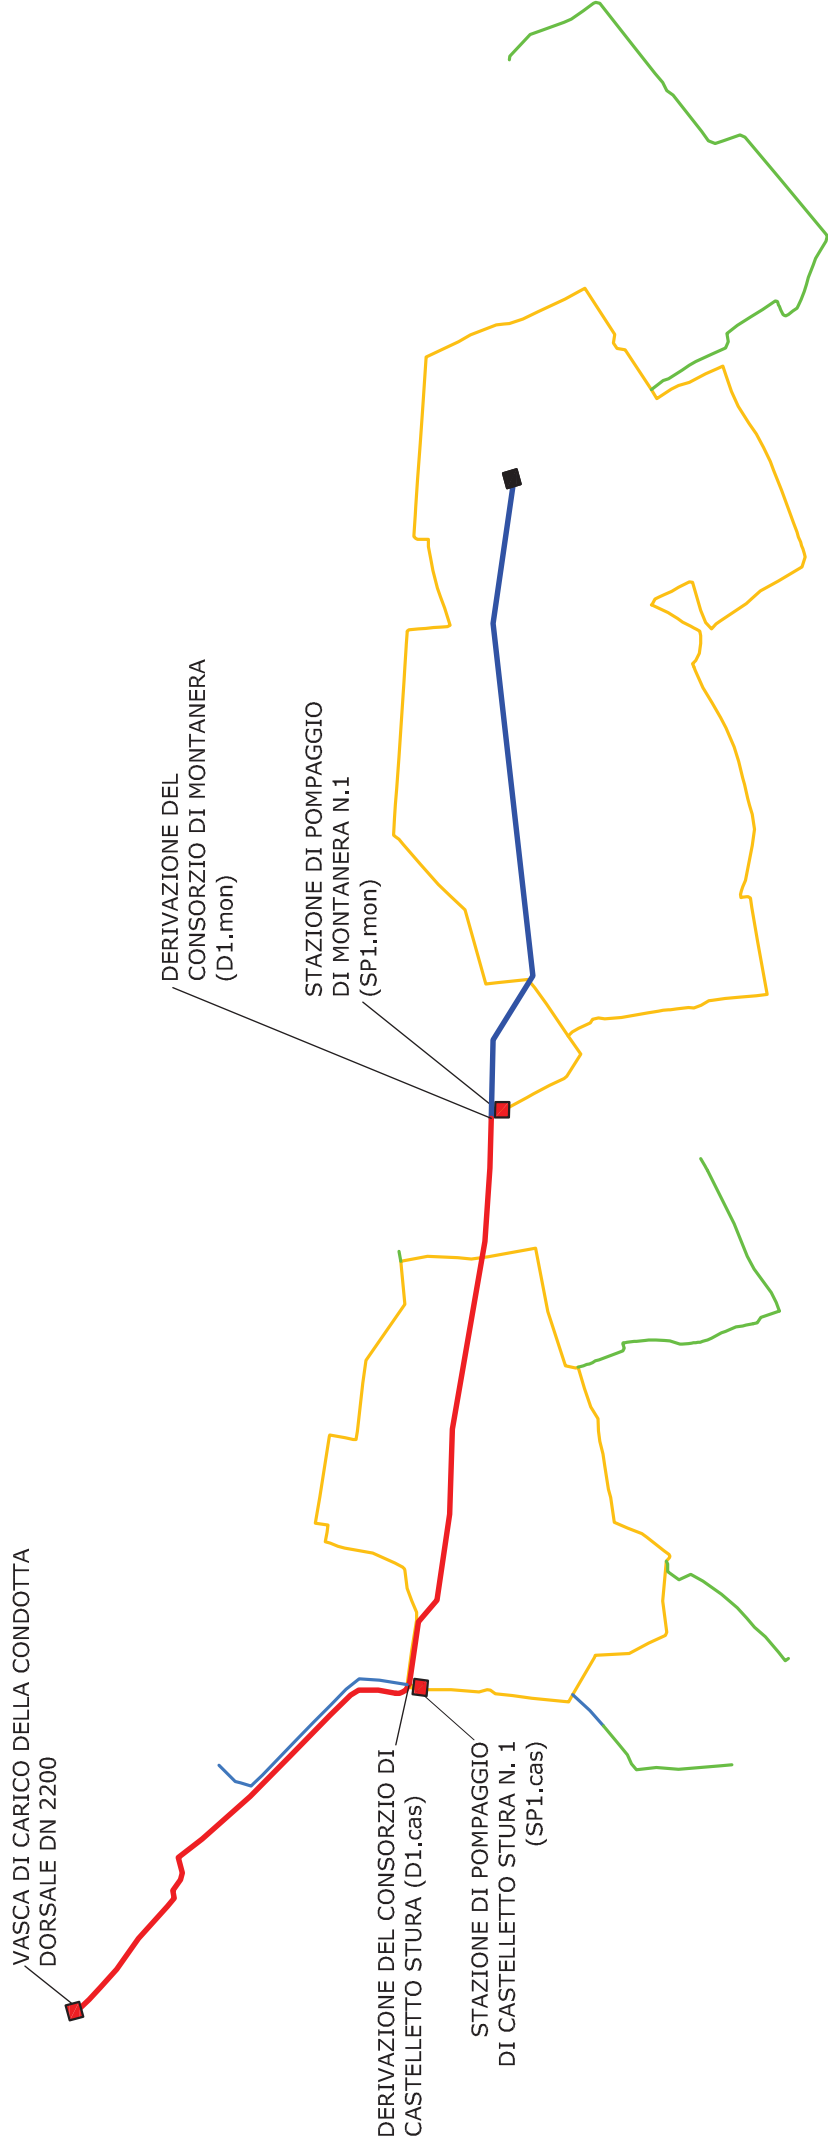 VASCA DI CARICO DELLA CONDOTTA
DORSALE DN 2200
DERIVAZIONE DEL CONSORZIO DI
CASTELLETTO STURA (D1.cas)
STAZIONE DI POMPAGGIO
DI CASTELLETTO STURA N. 1
(SP1.cas)
DERIVAZIONE DEL
CONSORZIO DI MONTANERA
(D1.mon)
STAZIONE DI POMPAGGIO
DI MONTANERA N.1
(SP1.mon)